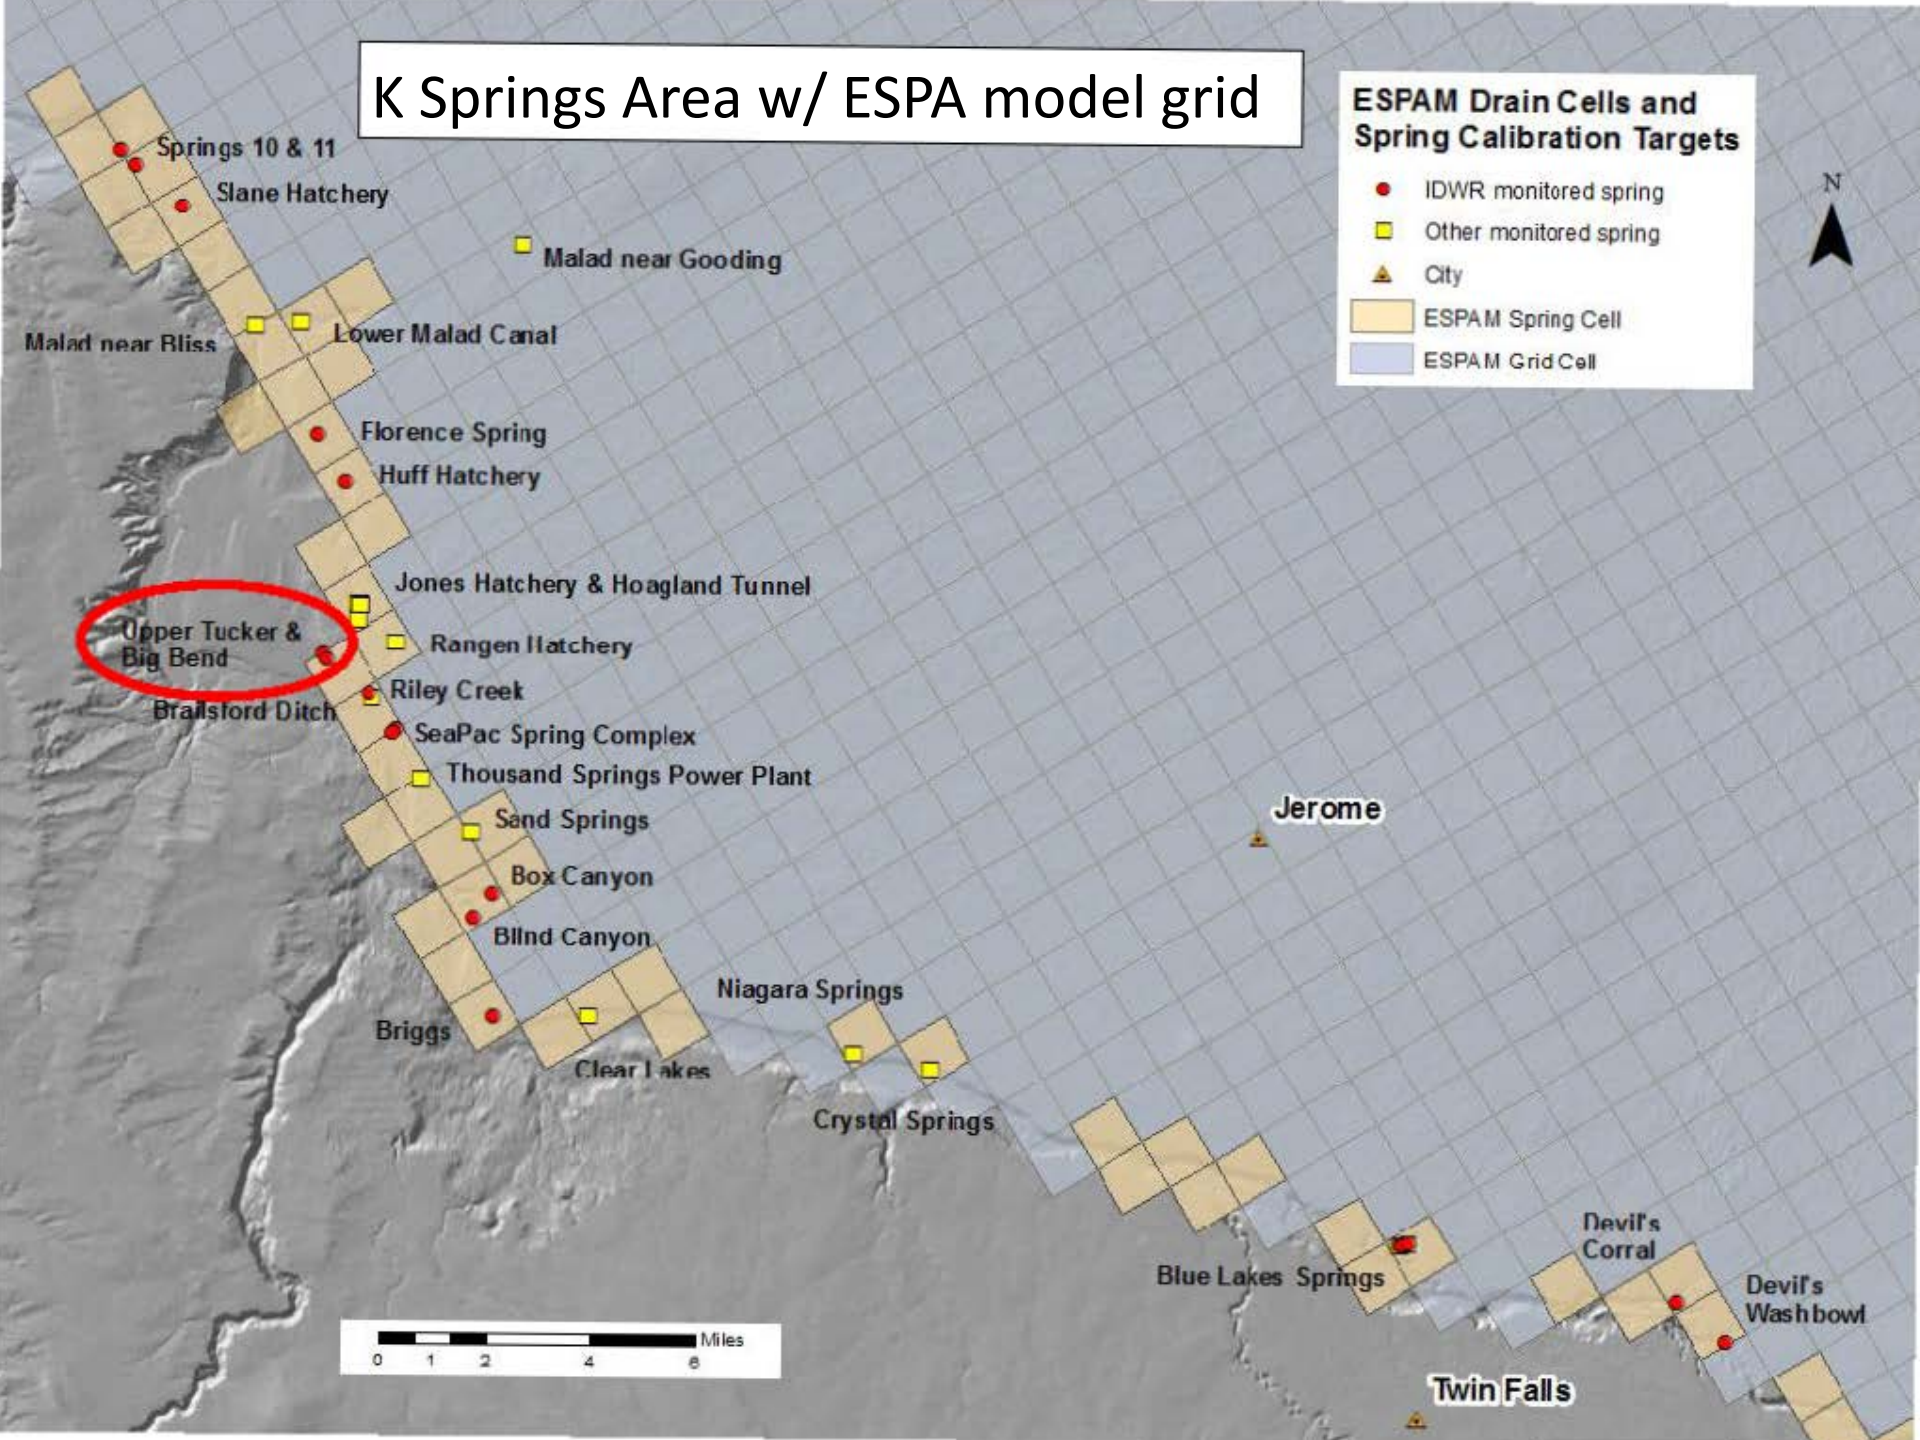 K Springs Area w/ ESPA model grid
ESPAM Drain Cells and
Spring Calibration Targets
IDWR monitored spring
Other monitored spring
City
ESPAM Spring Cell
ESPAM Grid Cell
N
Springs 10 & 11
Slane Hatchery
Malad near Gooding
Malad near Bliss
Lower Malad Canal
Florence Spring
Huff Hatchery
Jones Hatchery & Hoagland Tunnel
Upper Tucker &
Big Bend
Rangen Hatchery
Riley Creek
Brailsford Ditch
SeaPac Spring Complex
Thousand Springs Power Plant
Sand Springs
Jerome
Box Canyon
Blind Canyon
Niagara Springs
Briggs
Clear Lakes
Crystal Springs
Devil's
Corral
Blue Lakes Springs
Devil's
Washbowl
Miles
0 1 2 4 6
Twin Falls